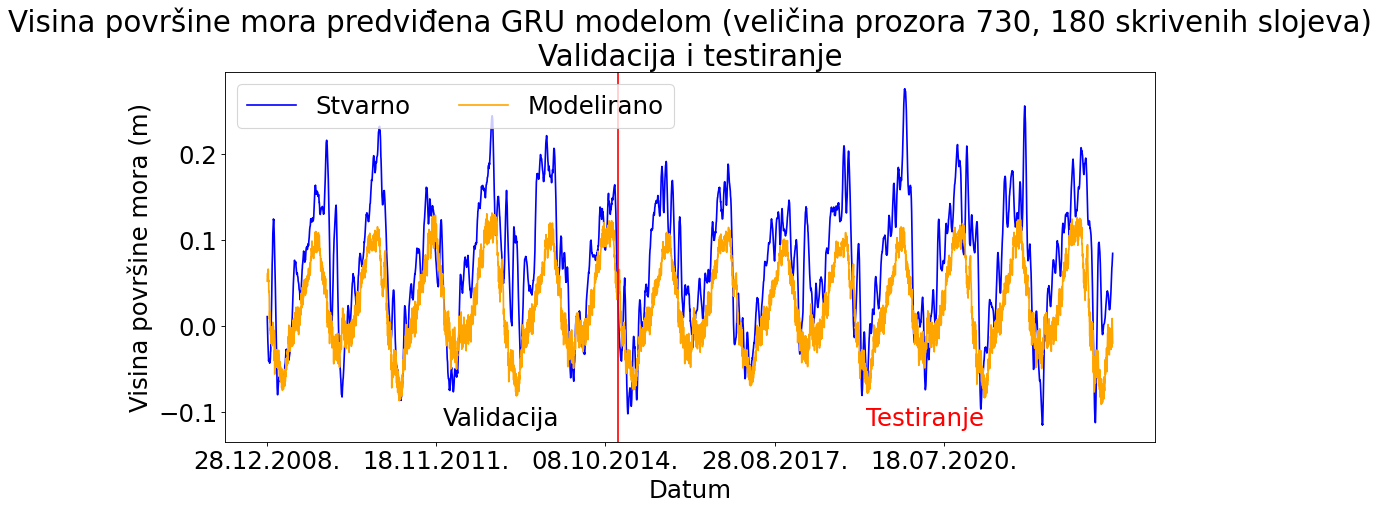 Visina površine mora predviđena GRU modelom (veličina prozora 730, 180 skrivenih slojeva)
Validacija i testiranje
Stvarno
Modelirano
Visina površine mora (m)
0.2
0.1
0.0
−0.1
Validacija
Testiranje
28.12.2008.
18.11.2011.
08.10.2014.
28.08.2017.
18.07.2020.
Datum